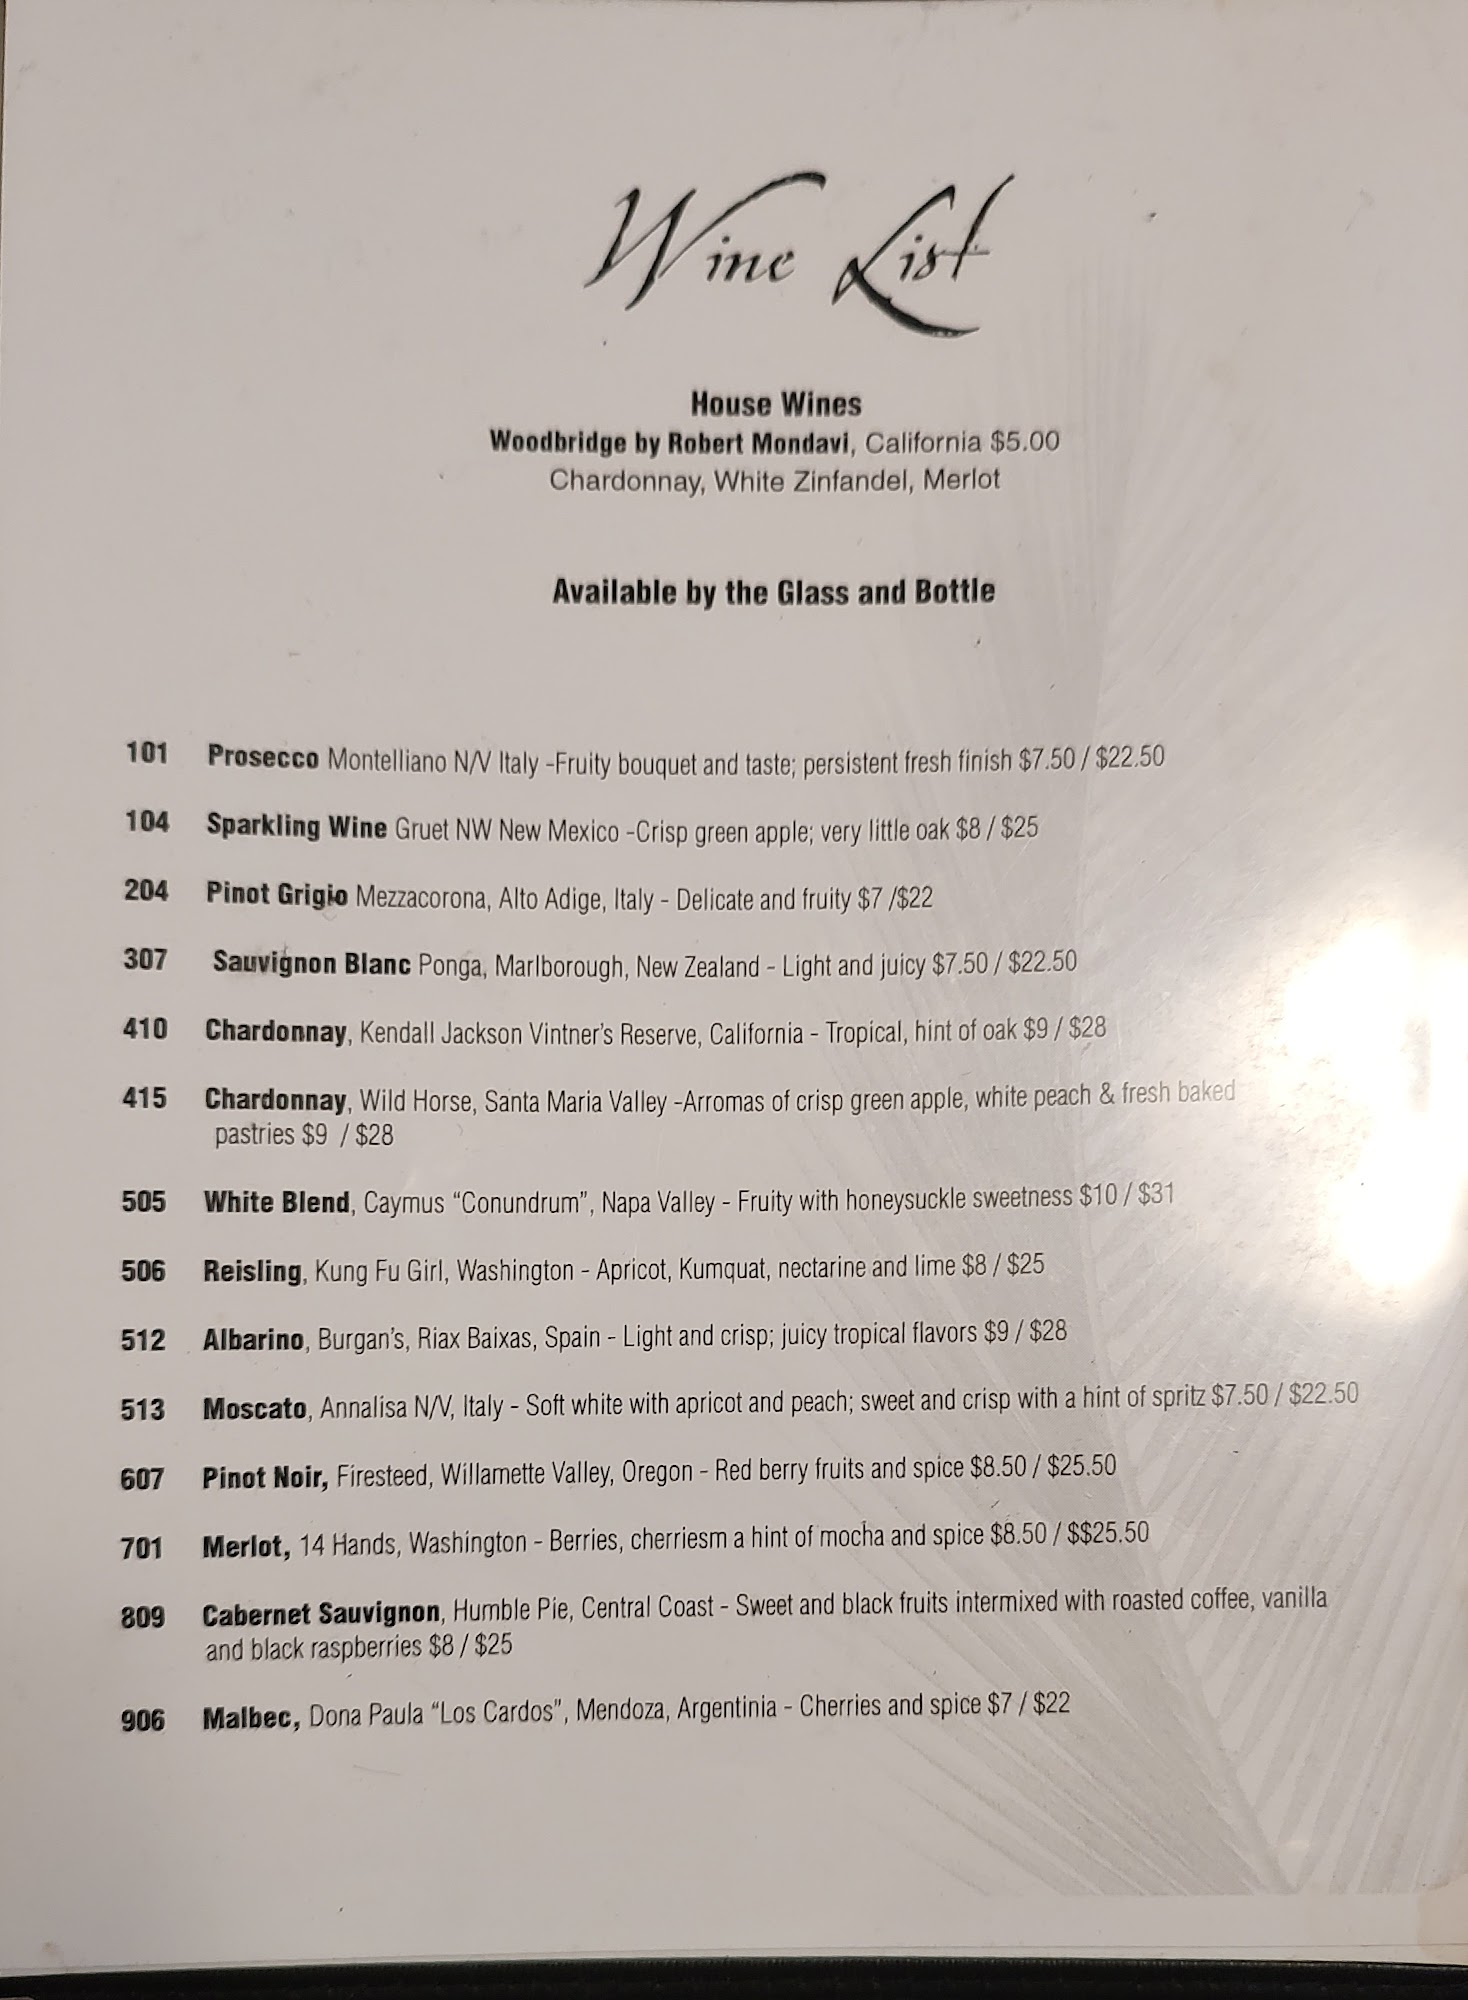 Wine List
House Wines
Woodbridge by Robert Mondavi, California $5.00
Chardonnay, White Zinfandel, Merlot
Available by the Glass and Bottle
101 Prosecco Montelliano N/V Italy -Fruity bouquet and taste; persistent fresh finish $7.50 / $22.50
104 Sparkling Wine Gruet NW New Mexico -Crisp green apple; very little oak $8 / $25
204 Pinot Grigio Mezzacorona, Alto Adige, Italy - Delicate and fruity $7 /$22
307 Sauvignon Blanc Ponga, Marlborough, New Zealand - Light and juicy $7.50 / $22.50
410 Chardonnay, Kendall Jackson Vintner's Reserve, California - Tropical, hint of oak $9 / $28
415 Chardonnay, Wild Horse, Santa Maria Valley -Arromas of crisp green apple, white peach & fresh baked
pastries $9 / $28
505 White Blend, Caymus "Conundrum", Napa Valley - Fruity with honeysuckle sweetness $10 / $31
506 Reisling, Kung Fu Girl, Washington - Apricot, Kumquat, nectarine and lime $8 / $25
512 Albarino, Burgan's, Riax Baixas, Spain - Light and crisp; juicy tropical flavors $9 / $28
513 Moscato, Annalisa N/V, Italy - Soft white with apricot and peach; sweet and crisp with a hint of spritz $7.50 / $22.50
607 Pinot Noir, Firesteed, Willamette Valley, Oregon - Red berry fruits and spice $8.50 / $25.50
701 Merlot, 14 Hands, Washington - Berries, cherriesm a hint of mocha and spice $8.50 / $$25.50
809 Cabernet Sauvignon, Humble Pie, Central Coast - Sweet and black fruits intermixed with roasted coffee, vanilla
and black raspberries $8 / $25
906 Malbec, Dona Paula "Los Cardos", Mendoza, Argentinia - Cherries and spice $7 / $22